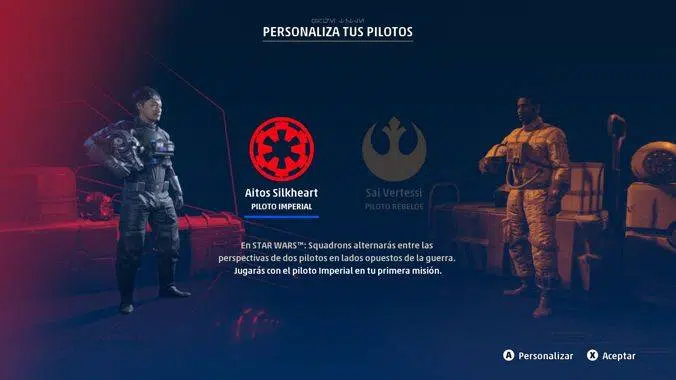 PERSONALIZA TUS PILOTOS
Aitos Silkheart
PILOTO IMPERIAL
Sai Vertessi
PILOTO REBELDE
En STAR WARS™: Squadrons alternarás entre las
perspectivas de dos pilotos en lados opuestos de la guerra.
Jugarás con el piloto Imperial en tu primera misión.
A Personalizar
X Aceptar